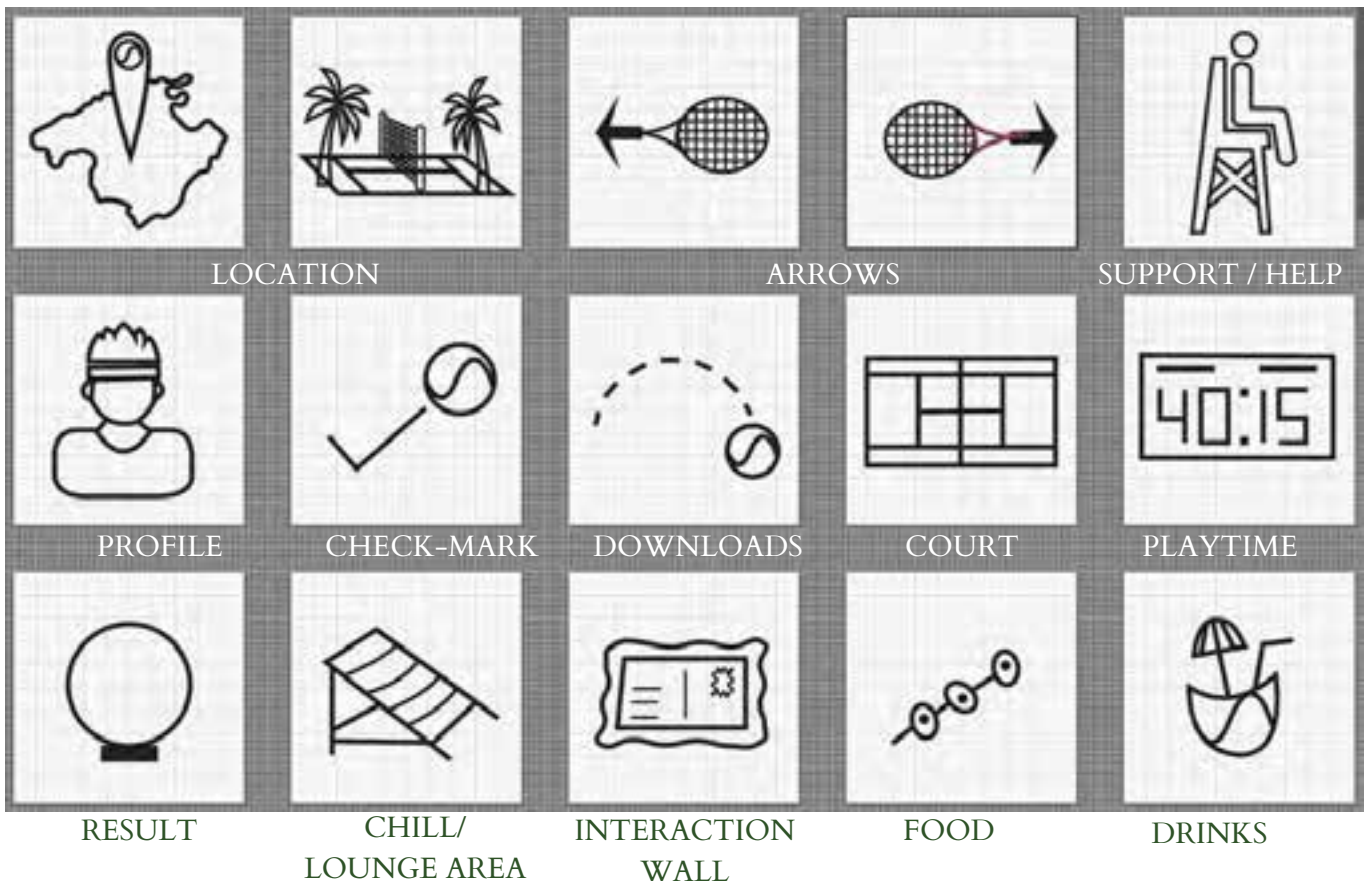 LOCATION
ARROWS
SUPPORT / HELP
40:15
PROFILE
CHECK-MARK
DOWNLOADS
COURT
PLAYTIME
RESULT
CHILL/
LOUNGE AREA
INTERACTION
WALL
FOOD
DRINKS